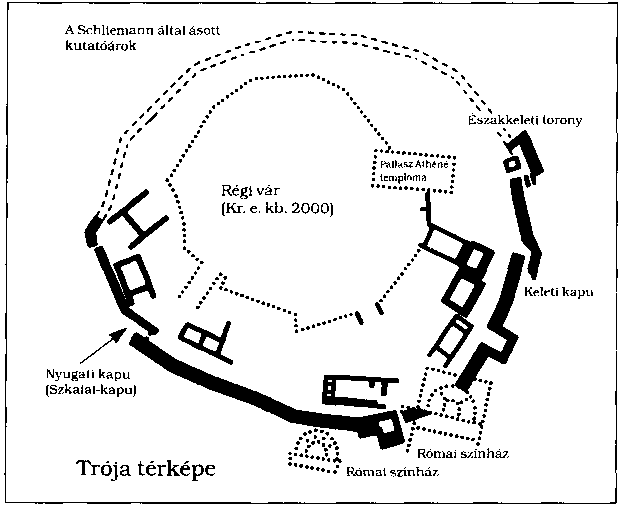 A Schliemann által ásott
kutatóárok
Északkeleti torony
Pallasz Athéné
temploma
Régi vár
(Kr. e. kb. 2000)
Keleti kapu
Nyugati kapu
(Szkaiai-kapu)
Római színház
Római színház
Trója térképe